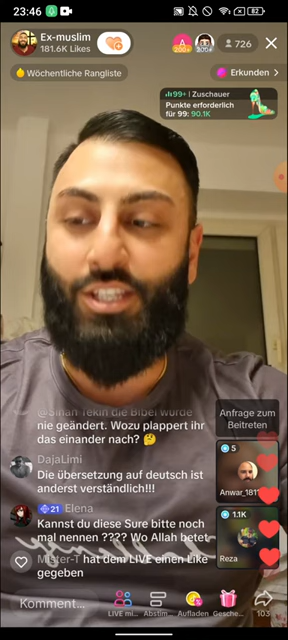 23:46
82
Ex-muslim
181.6K Likes
200+
300+
726
Wöchentliche Rangliste
Erkunden >
99+ | Zuschauer
Punkte erforderlich
für 99: 90.1K
@Sinan Tekin die Bibel wurde
nie geändert. Wozu plappert ihr
das einander nach? 🤔
DajaLimi
Die übersetzung auf deutsch ist
anderst verständlich!!!
21 Elena
Kannst du diese Sure bitte noch
mal nennen ???? Wo Allah betet
Mister-T hat dem LIVE einen Like
gegeben
Anfrage zum
Beitreten
5
1.1K
Reza
Komment...
LIVE mi...
Abstim...
Aufladen
Gesche...
103